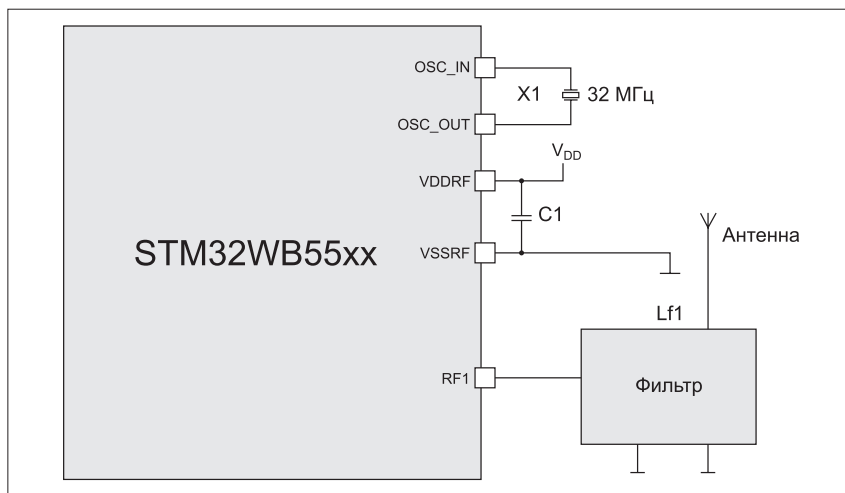 OSC_IN
X1
32 МГц
OSC_OUT
VDD
VDDRF
C1
STM32WB55xx
VSSRF
Антенна
Lf1
RF1
Фильтр